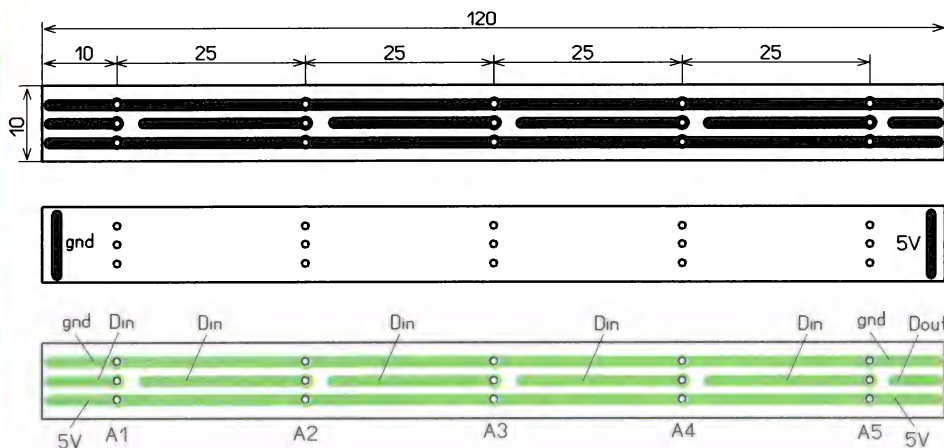 120
10 25 25 25 25
10
gnd 5V
gnd Din Din Din Din Din gnd Dout
5V A1 A2 A3 A4 A5 5V